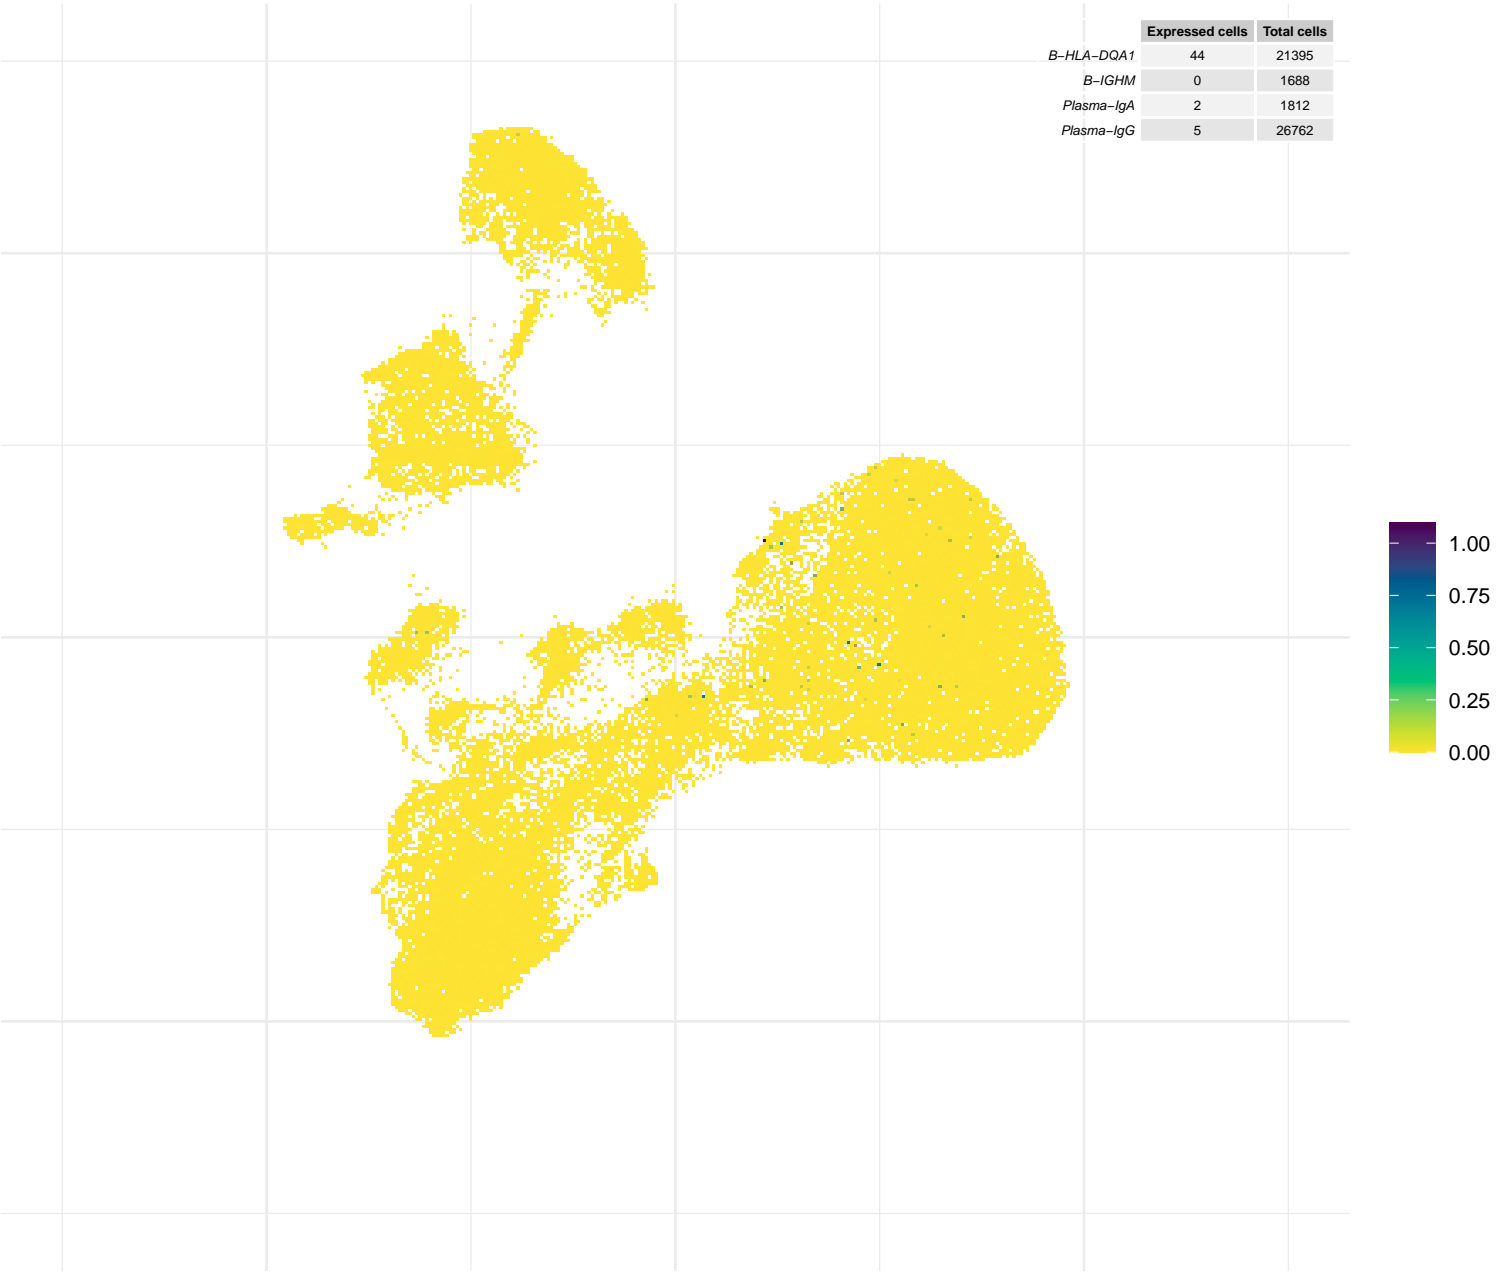 Expressed cells Total cells
B−HLA−DQA1 44 21395
B−IGHM 0 1688
Plasma−IgA 2 1812
Plasma−IgG 5 26762
1.00
0.75
0.50
0.25
0.00